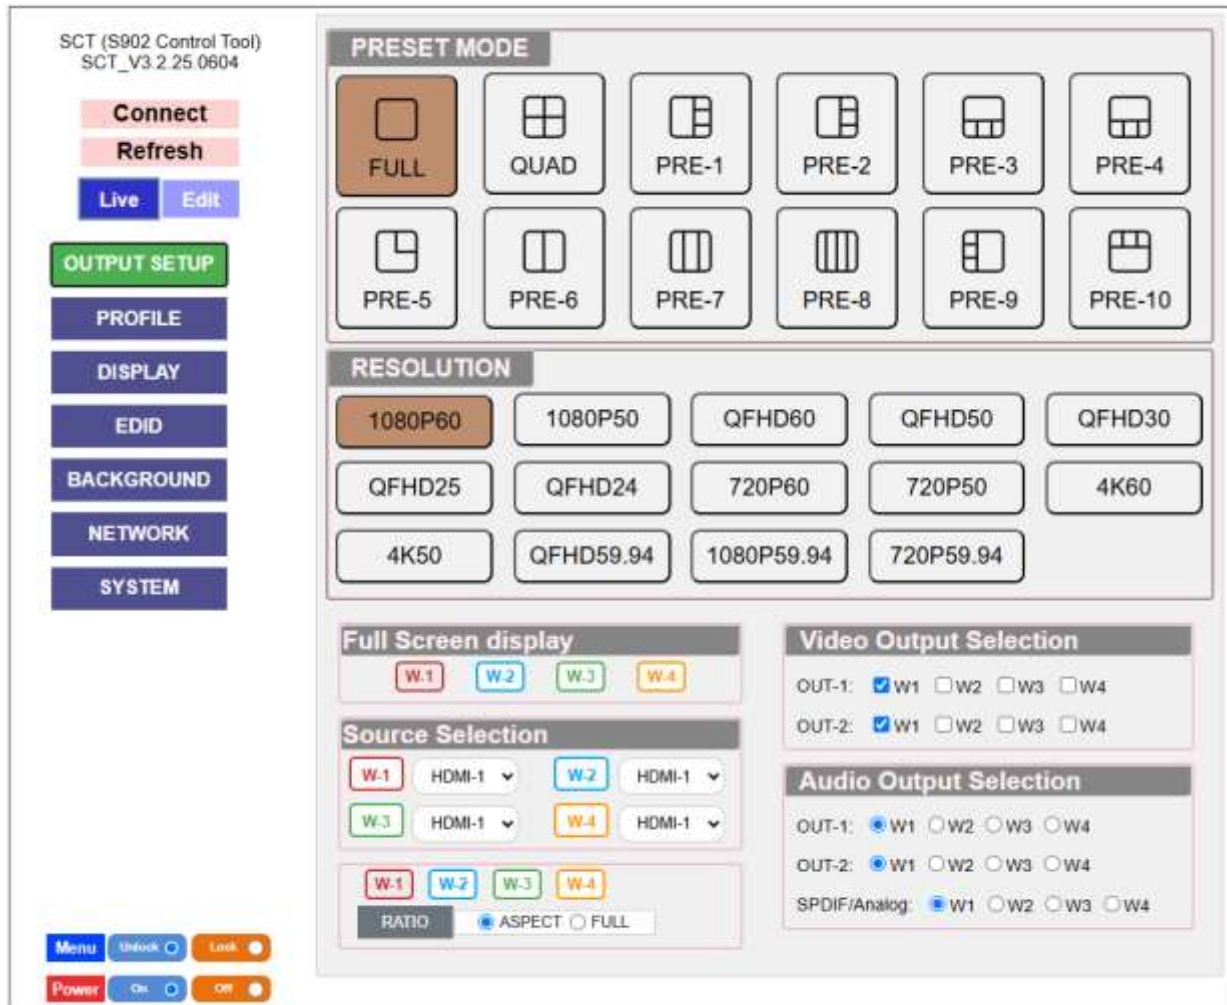 SCT (S902 Control Tool)
SCT_V3.2.25.0604
Connect
Refresh
Live Edit
OUTPUT SETUP
PROFILE
DISPLAY
EDID
BACKGROUND
NETWORK
SYSTEM
Menu Unlock Lock
Power On Off
PRESET MODE
FULL QUAD PRE-1 PRE-2 PRE-3 PRE-4
PRE-5 PRE-6 PRE-7 PRE-8 PRE-9 PRE-10
RESOLUTION
1080P60 1080P50 QFHD60 QFHD50 QFHD30
QFHD25 QFHD24 720P60 720P50 4K60
4K50 QFHD59.94 1080P59.94 720P59.94
Full Screen display
W-1 W-2 W-3 W-4
Source Selection
W-1 HDMI-1 W-2 HDMI-1
W-3 HDMI-1 W-4 HDMI-1
W-1 W-2 W-3 W-4
RATIO ASPECT FULL
Video Output Selection
OUT-1: W1 W2 W3 W4
OUT-2: W1 W2 W3 W4
Audio Output Selection
OUT-1: W1 W2 W3 W4
OUT-2: W1 W2 W3 W4
SPDIF/Analog: W1 W2 W3 W4